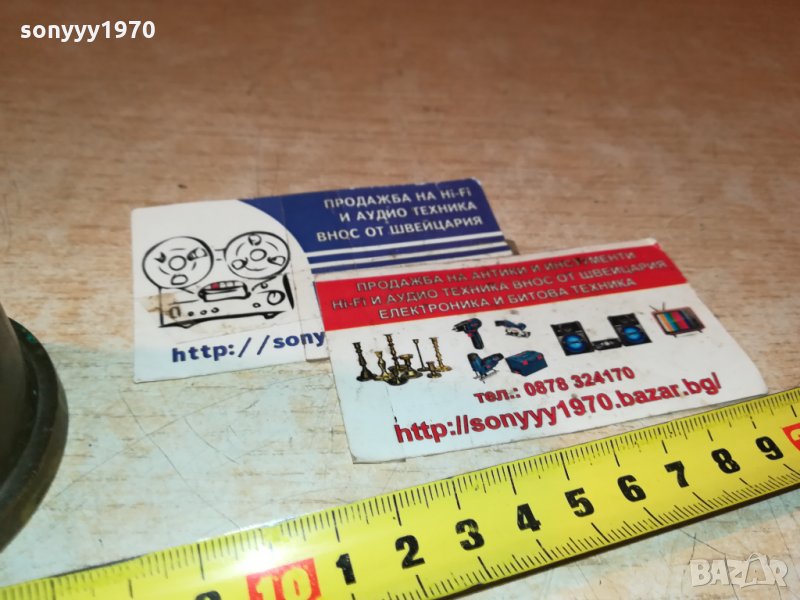 sonyyy1970
ПРОДАЖБА НА Hi-Fi
И АУДИО ТЕХНИКА
ВНОС ОТ ШВЕЙЦАРИЯ
http://sony
ПРОДАЖБА НА АНТИКИ И
Hi-Fi И АУДИО ТЕХНИКА ВНОС ОТ ШВЕЙЦАРИЯ
ЕЛЕКТРОНИКА И БИТОВА ТЕХНИКА
тел.: 0878 324170
http://sonyyy1970.bazar.bg/
10 1 2 3 4 5 6 7 8 9
BAZAR